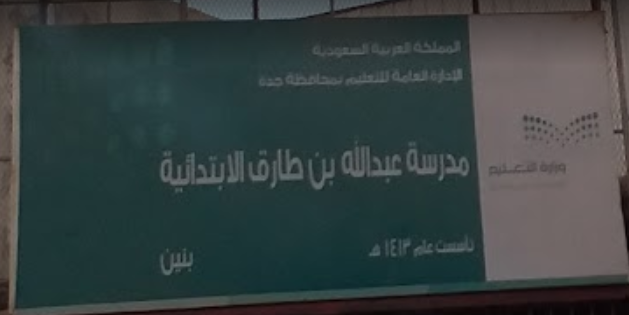 المملكة العربية السعودية
الإدارة العامة للتعليم بمحافظة جدة
مدرسة عبدالله بن طارق الابتدائية
تأسست عام ١٤١٣ هـ
بنين
وزارة التعليم